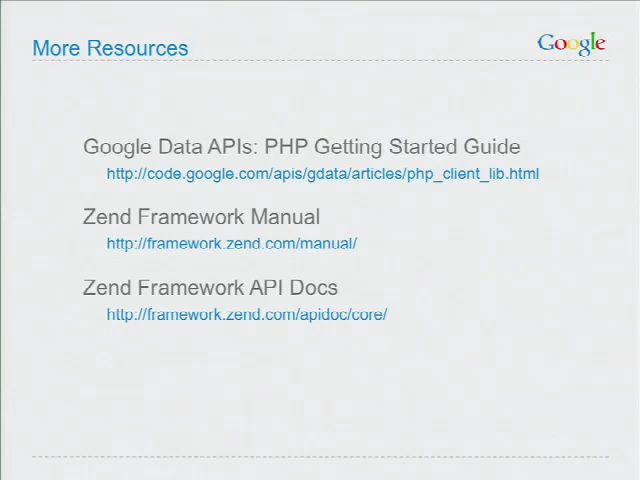 More Resources
Google
Google Data APIs: PHP Getting Started Guide
http://code.google.com/apis/gdata/articles/php_client_lib.html
Zend Framework Manual
http://framework.zend.com/manual/
Zend Framework API Docs
http://framework.zend.com/apidoc/core/